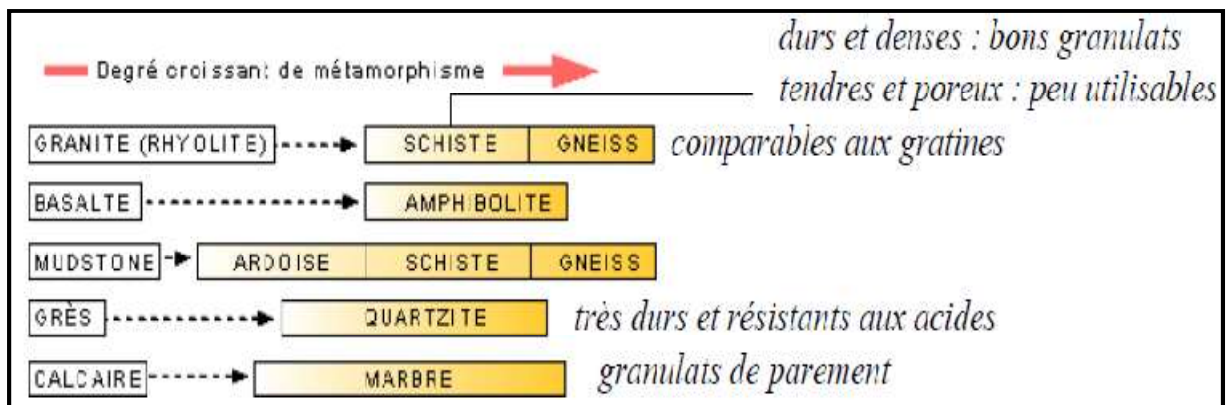 durs et denses : bons granulats
Degré croissant de métamorphisme
tendres et poreux : peu utilisables
GRANITE (RHYOLITE) SCHISTE GNEISS comparables aux gratines
BASALTE AMPHIBOLITE
MUDSTONE ARDOISE SCHISTE GNEISS
GRÈS QUARTZITE très durs et résistants aux acides
CALCAIRE MARBRE granulats de parement